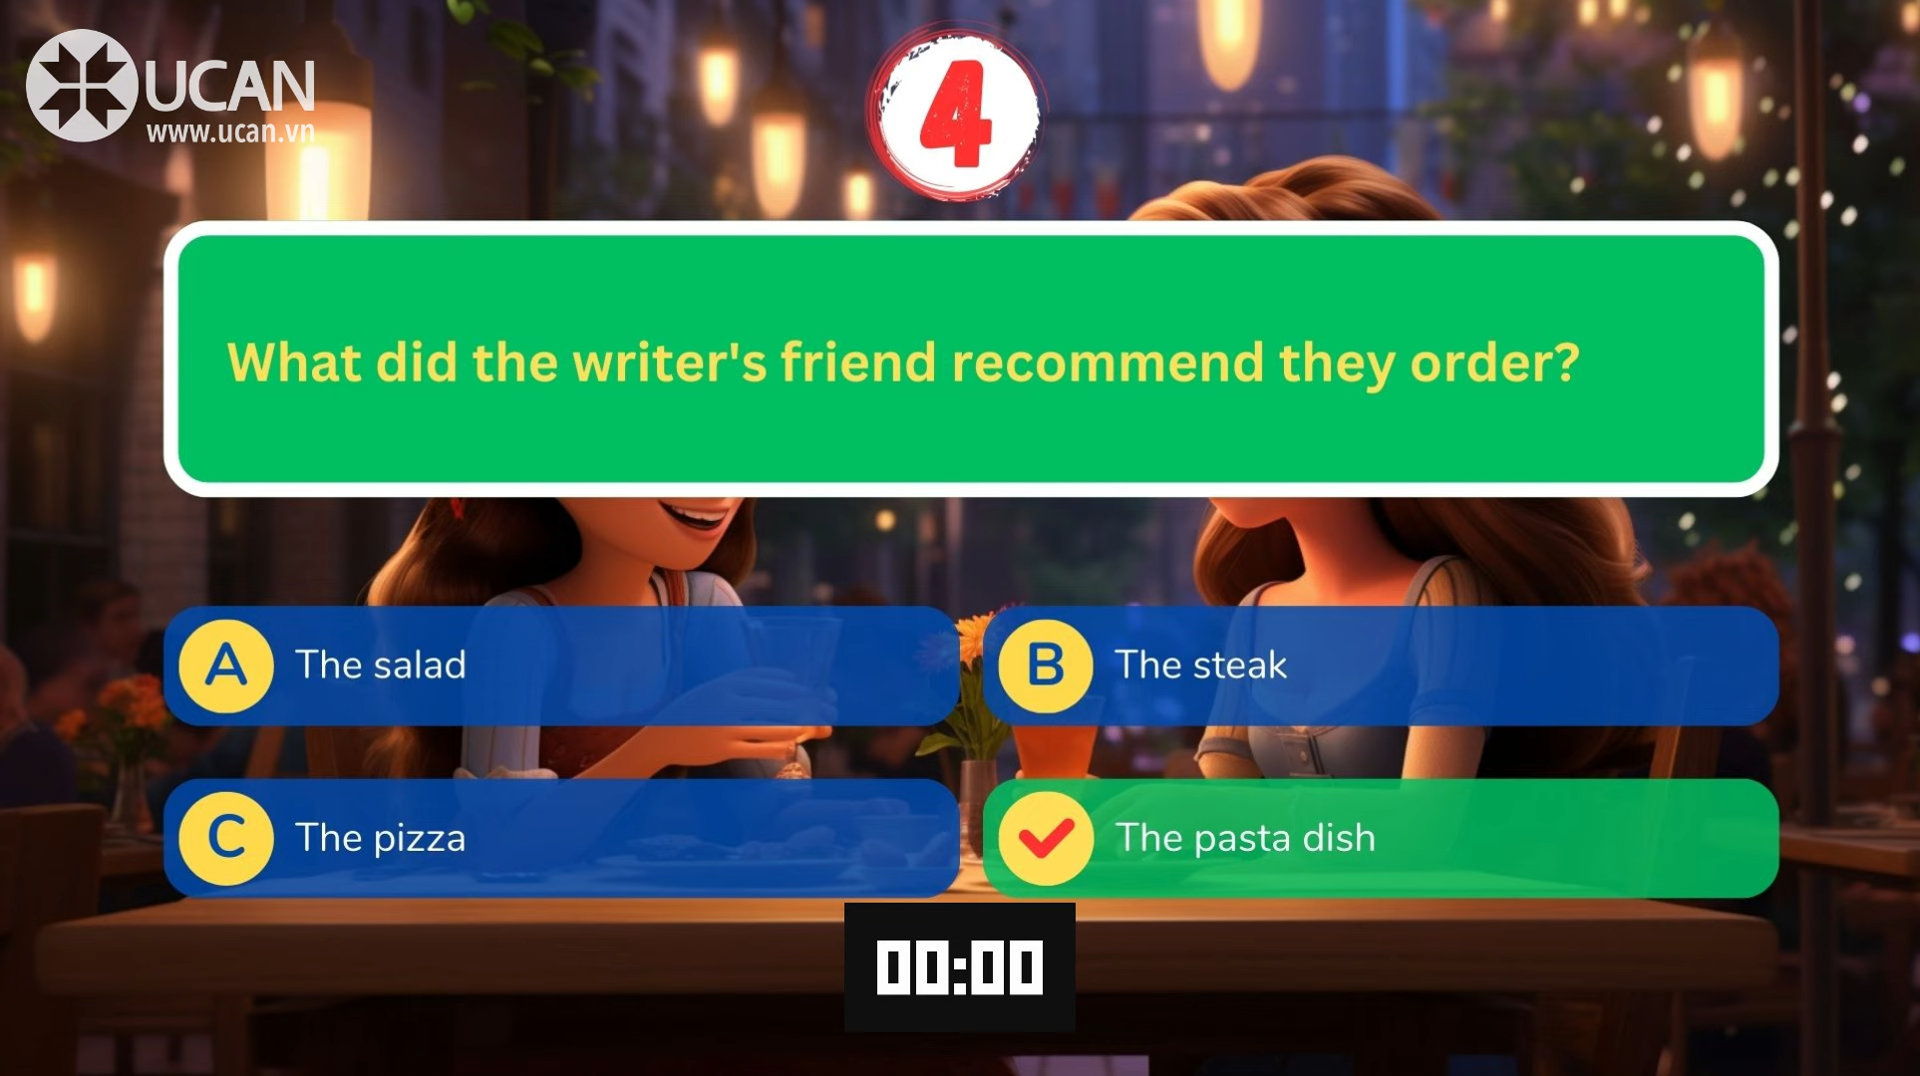 UCAN
www.ucan.vn
4
What did the writer's friend recommend they order?
A The salad
B The steak
C The pizza
The pasta dish
00:00